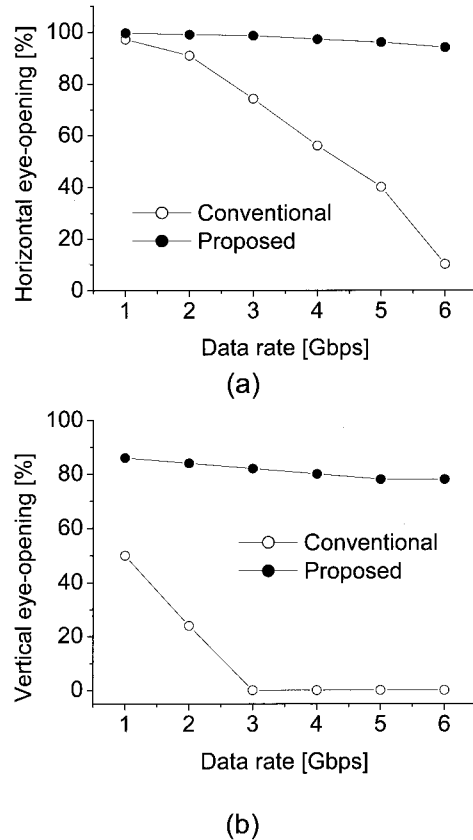 Horizontal eye-opening [%]
100
80
60
40
20
0
Conventional
Proposed
1 2 3 4 5 6
Data rate [Gbps]
(a)
Vertical eye-opening [%]
100
80
60
40
20
0
Conventional
Proposed
1 2 3 4 5 6
Data rate [Gbps]
(b)